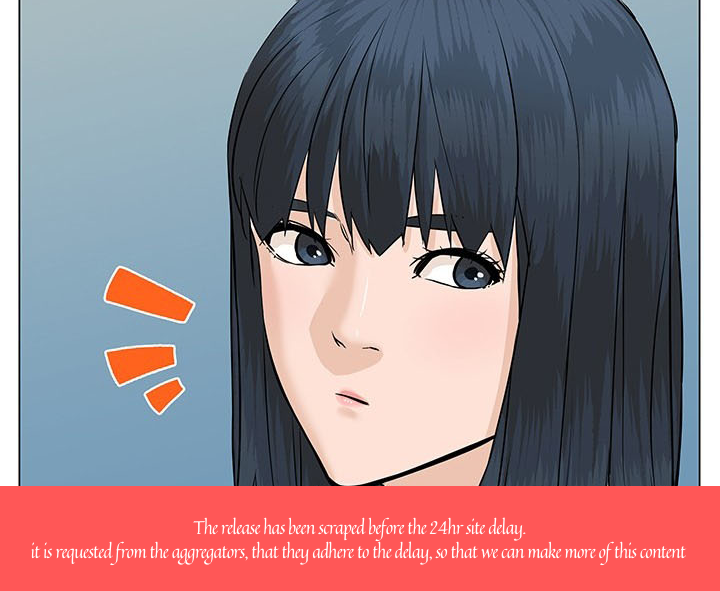 The release has been scraped before the 24hr site delay.
it is requested from the aggregators, that they adhere to the delay, so that we can make more of this content